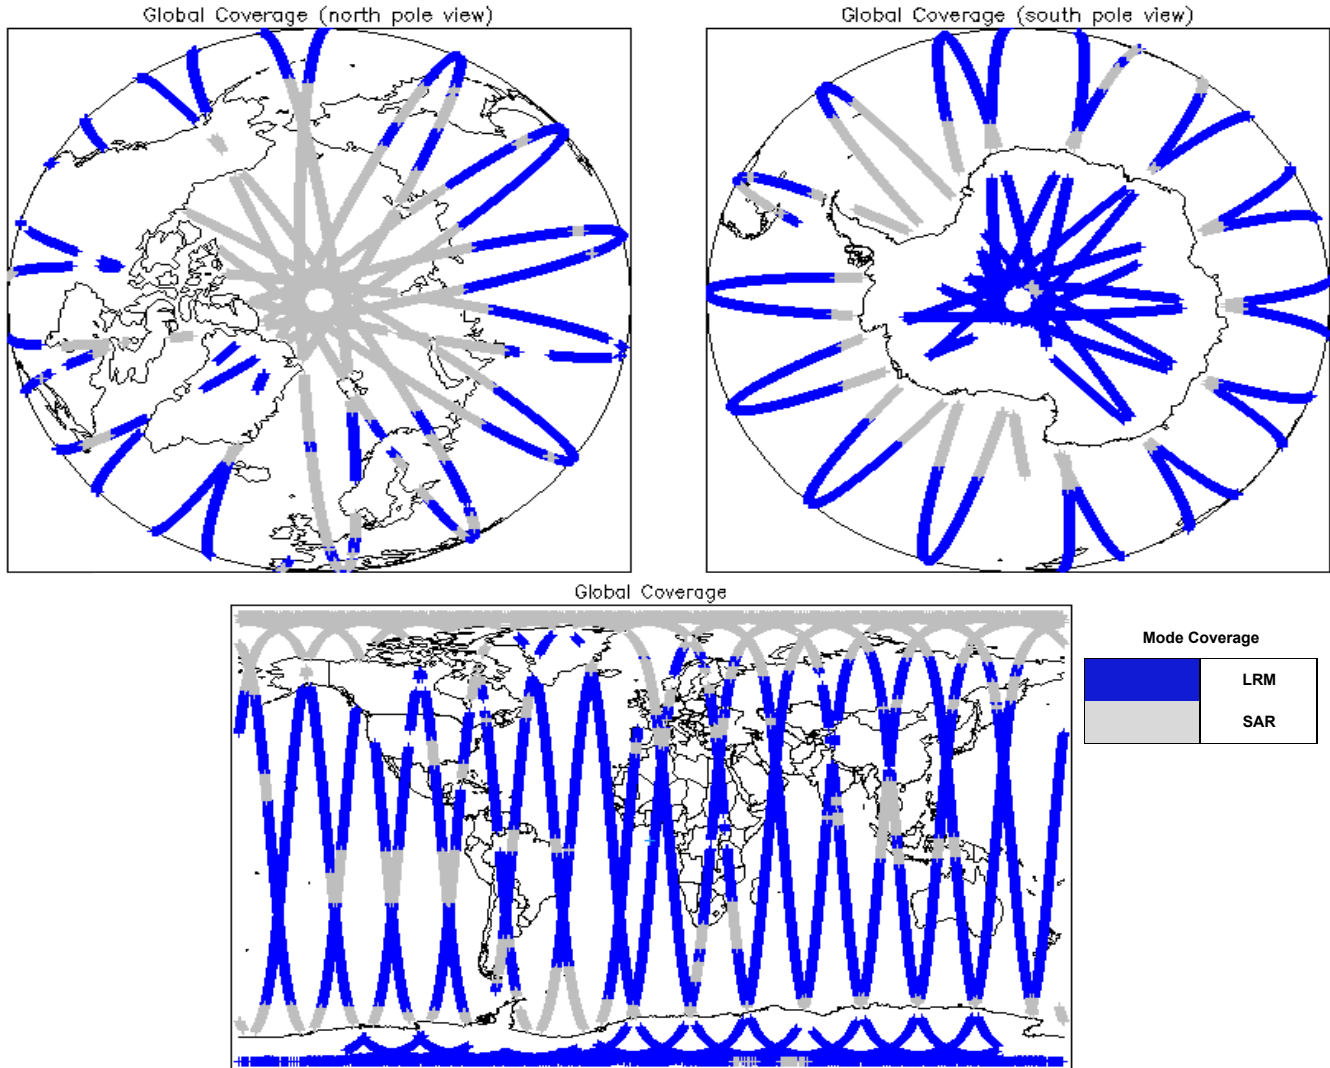 Global Coverage (north pole view)
Global Coverage (south pole view)
Global Coverage
Mode Coverage
LRM
SAR